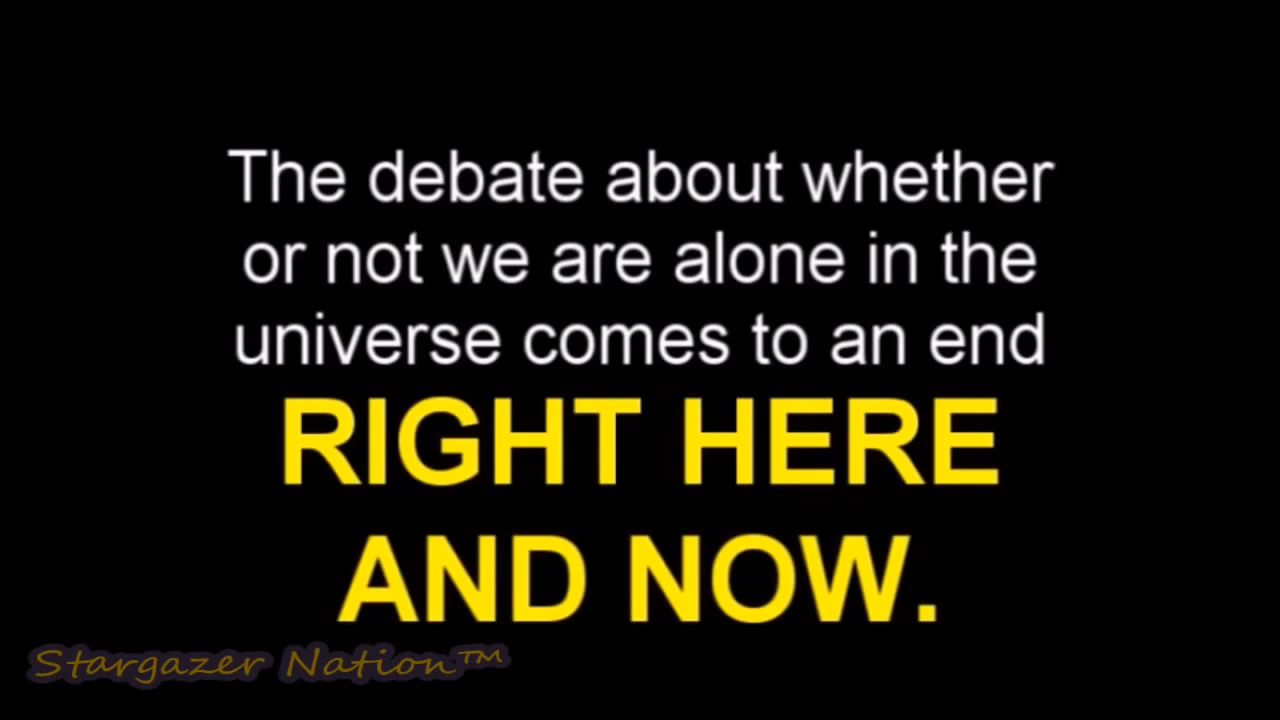 The debate about whether
or not we are alone in the
universe comes to an end
RIGHT HERE
AND NOW.
Stargazer Nation™